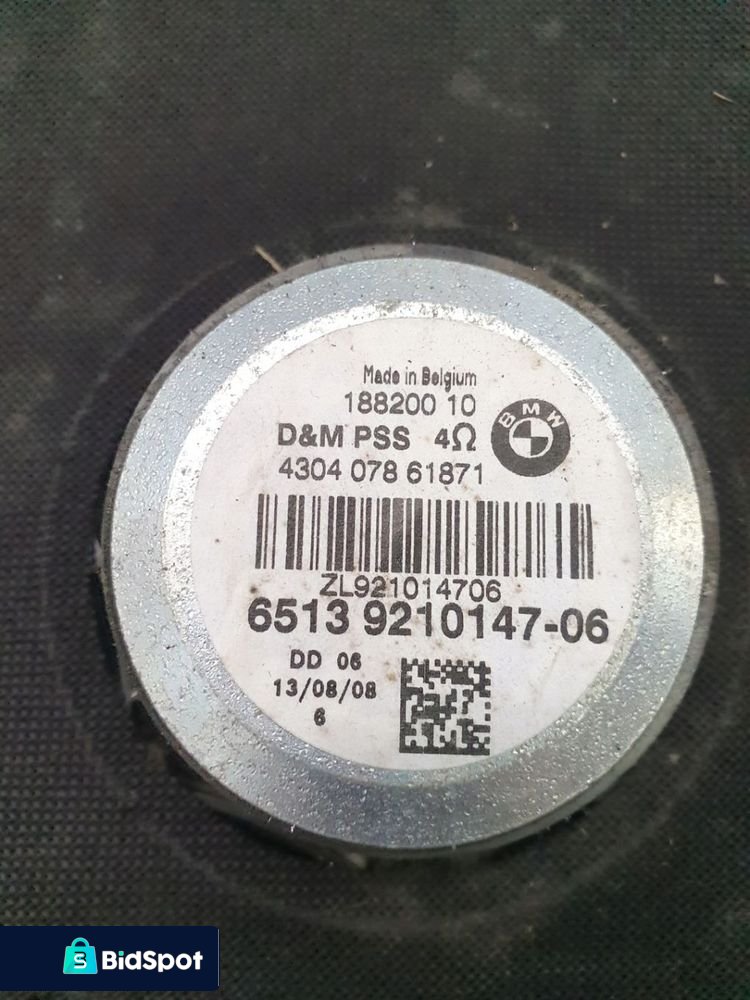 Made in Belgium
188200 10
BMW
D&M PSS 4Ω
4304 078 61871
ZL921014706
6513 9210147-06
DD 06
13/08/08
6
S BidSpot